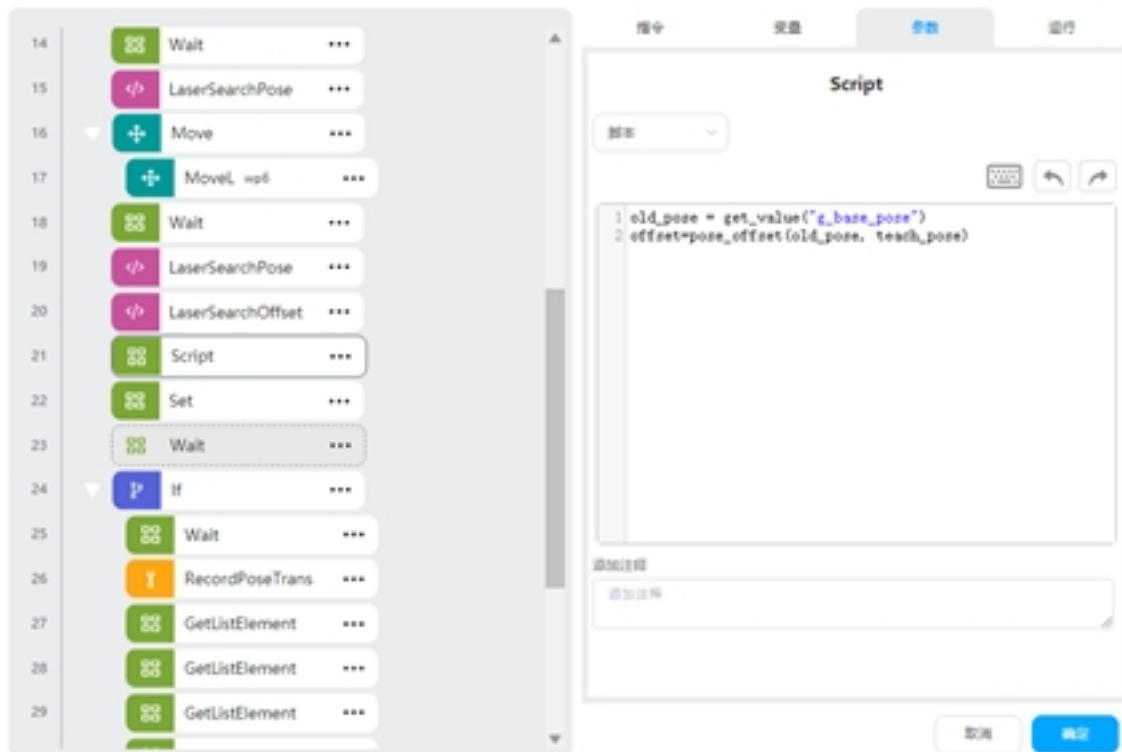 14 Wait •••
15 LaserSearchPose •••
16 Move •••
17 MoveL wp6 •••
18 Wait •••
19 LaserSearchPose •••
20 LaserSearchOffset •••
21 Script •••
22 Set •••
23 Wait •••
24 If •••
25 Wait •••
26 RecordPoseTrans •••
27 GetListElement •••
28 GetListElement •••
29 GetListElement •••
指令 变量 参数 运行
Script
脚本
1 old_pose = get_value("g_base_pose")
2 offset=pose_offset(old_pose, teach_pose)
添加注释
添加注释
取消 确定